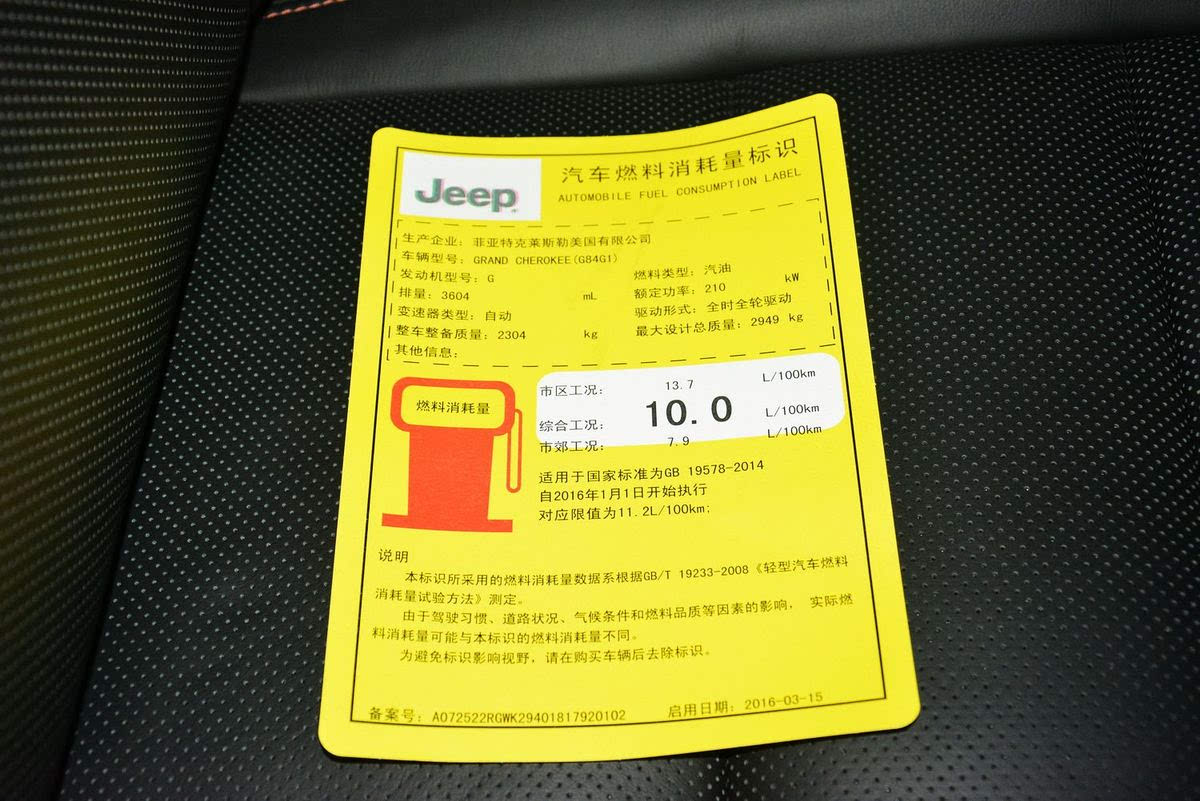 Jeep
汽车燃料消耗量标识
AUTOMOBILE FUEL CONSUMPTION LABEL
生产企业：菲亚特克莱斯勒美国有限公司
车辆型号：GRAND CHEROKEE(G84G1)
发动机型号：G 燃料类型：汽油
排量：3604 mL 额定功率：210 kW
变速器类型：自动 驱动形式：全时全轮驱动
整车整备质量：2304 kg 最大设计总质量：2949 kg
其他信息：
燃料消耗量
市区工况： 13.7 L/100km
综合工况： 10.0 L/100km
市郊工况： 7.9 L/100km
适用于国家标准为GB 19578-2014
自2016年1月1日开始执行
对应限值为11.2L/100km;
说明
本标识所采用的燃料消耗量数据系根据GB/T 19233-2008《轻型汽车燃料
消耗量试验方法》测定。
由于驾驶习惯、道路状况、气候条件和燃料品质等因素的影响， 实际燃
料消耗量可能与本标识的燃料消耗量不同。
为避免标识影响视野，请在购买车辆后去除标识。
备案号：A072522RGWK29401817920102 启用日期：2016-03-15